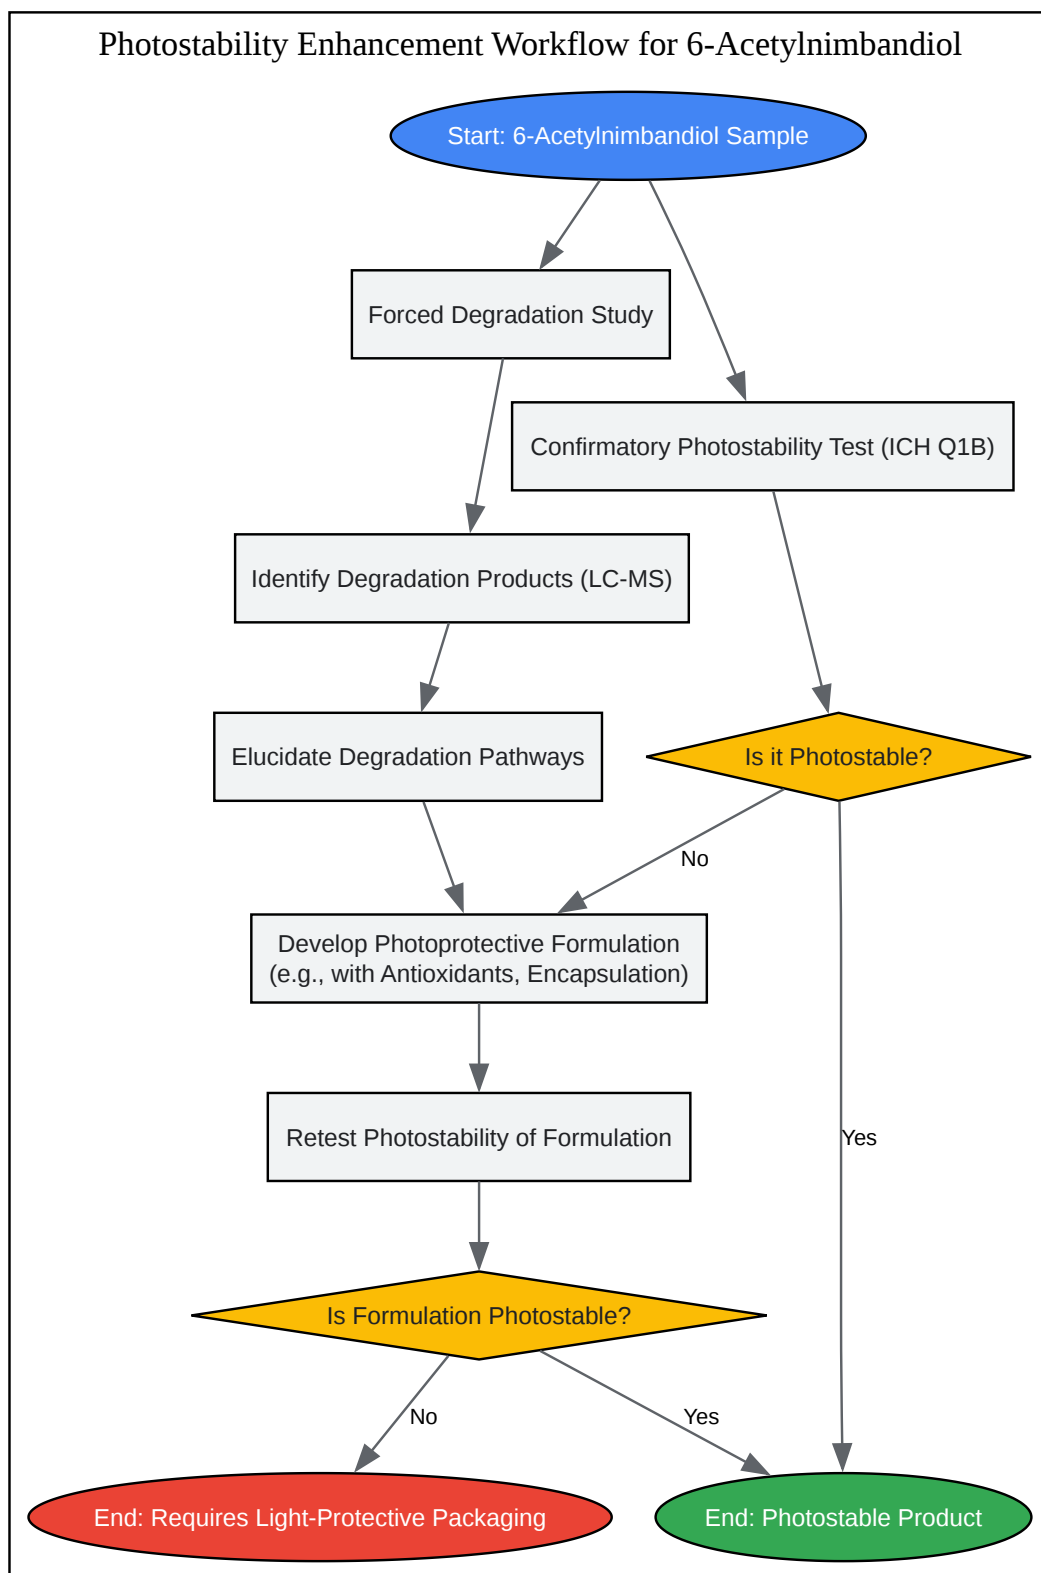 Photostability Enhancement Workflow for 6-Acetylnimbandiol
Start: 6-Acetylnimbandiol Sample
Forced Degradation Study
Confirmatory Photostability Test (ICH Q1B)
Identify Degradation Products (LC-MS)
Elucidate Degradation Pathways
Is it Photostable?
No
Develop Photoprotective Formulation
(e.g., with Antioxidants, Encapsulation)
Retest Photostability of Formulation
Yes
Is Formulation Photostable?
No
Yes
End: Requires Light-Protective Packaging
End: Photostable Product